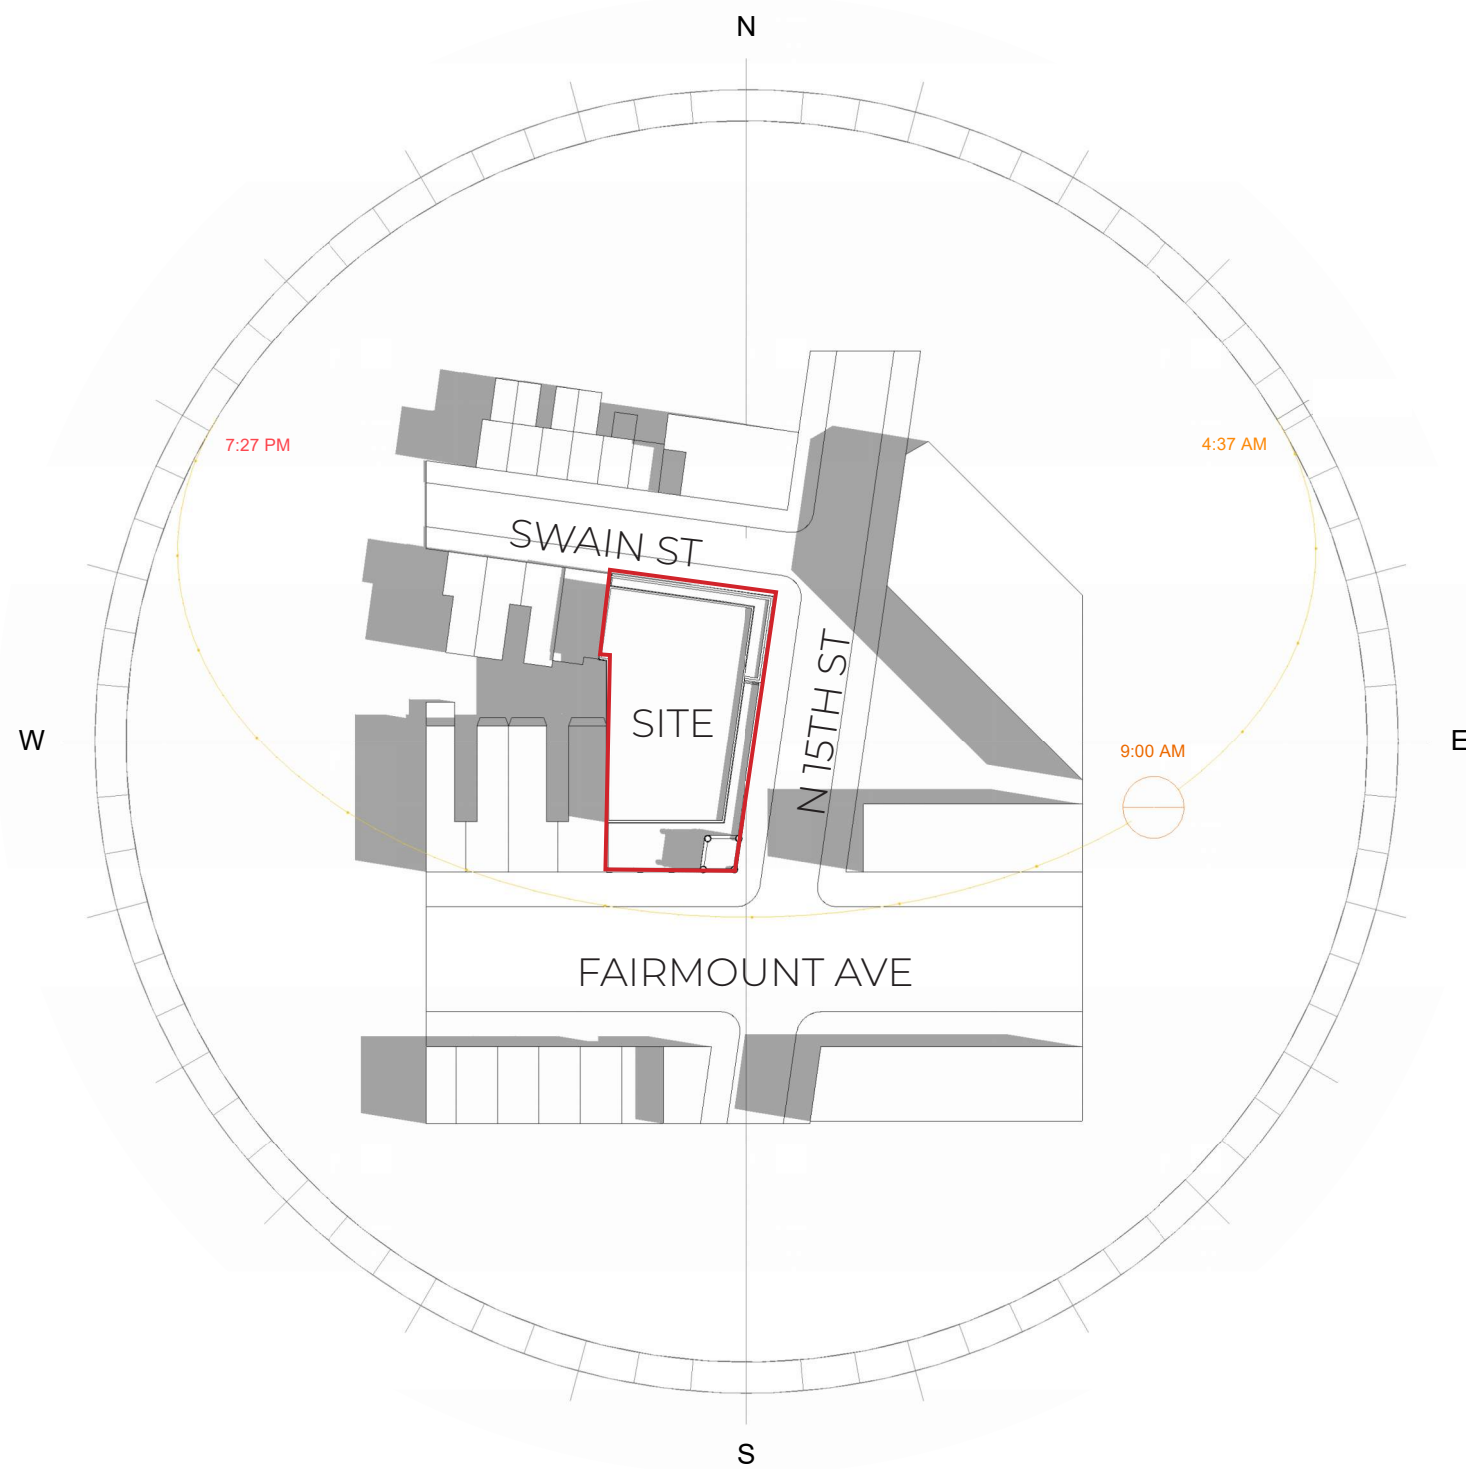 N
7:27 PM
4:37 AM
SWAIN ST
N 15TH ST
SITE
W
9:00 AM
E
FAIRMOUNT AVE
S